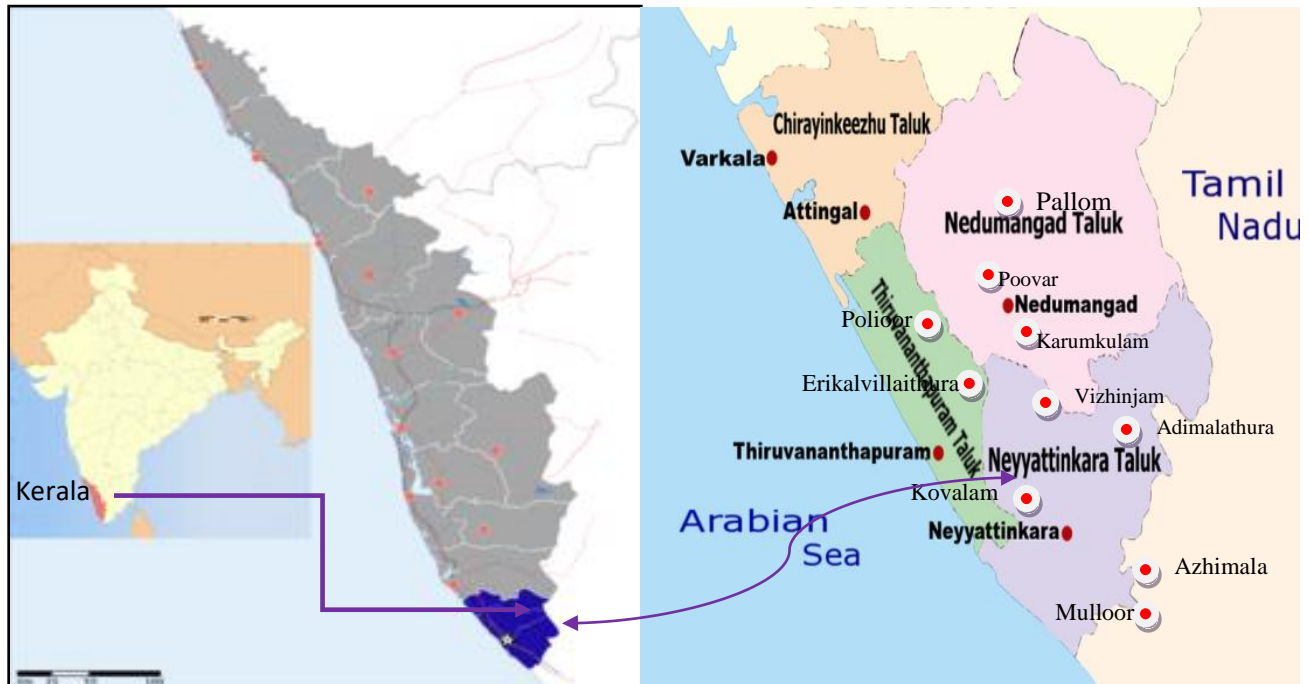 Kerala
Chirayinkeezhu Taluk
Varkala
Attingal
Tamil
Nadu
Pallom
Nedumangad Taluk
Poovar
Nedumangad
Polioor
Karumkulam
Thiruvananthapuram Taluk
Erikalvillaithura
Vizhinjam
Adimalathura
Thiruvananthapuram
Neyyattinkara Taluk
Kovalam
Arabian
Sea
Neyyattinkara
Azhimala
Mulloor